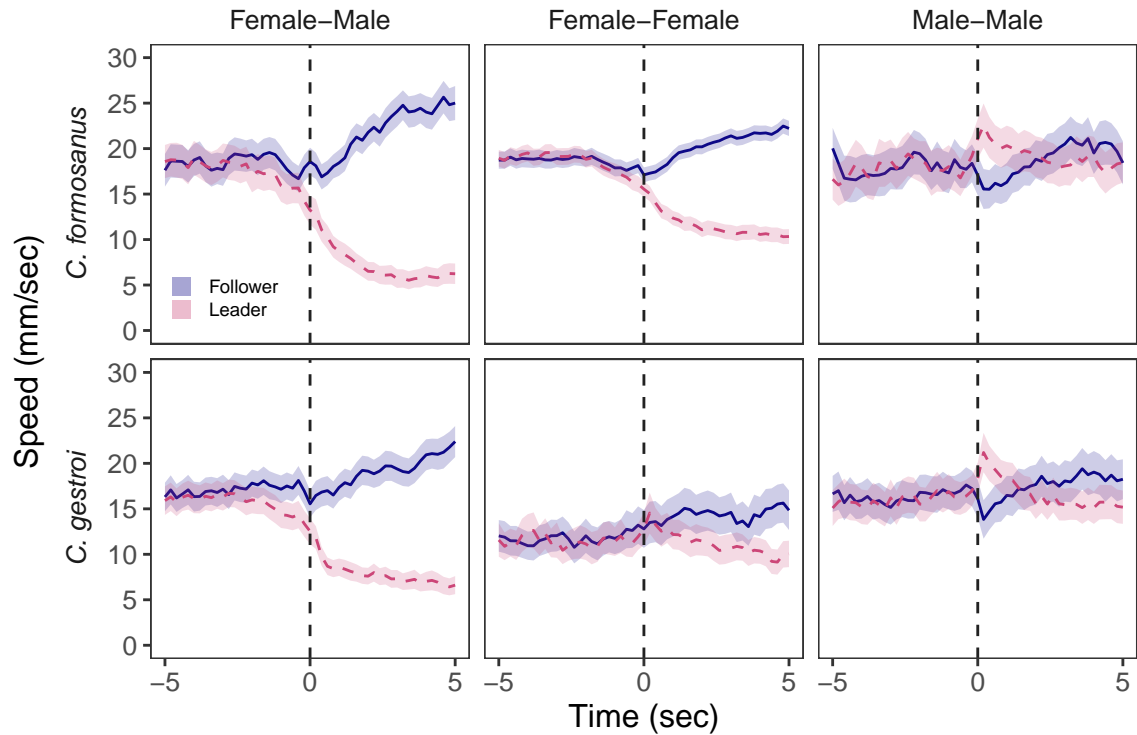 Female−Male
Female−Female
Male−Male
Speed (mm/sec)
C. formosanus
30
25
20
15
10
5
0
Follower
Leader
C. gestroi
30
25
20
15
10
5
0
−5
0
5
−5
0
5
−5
0
5
Time (sec)